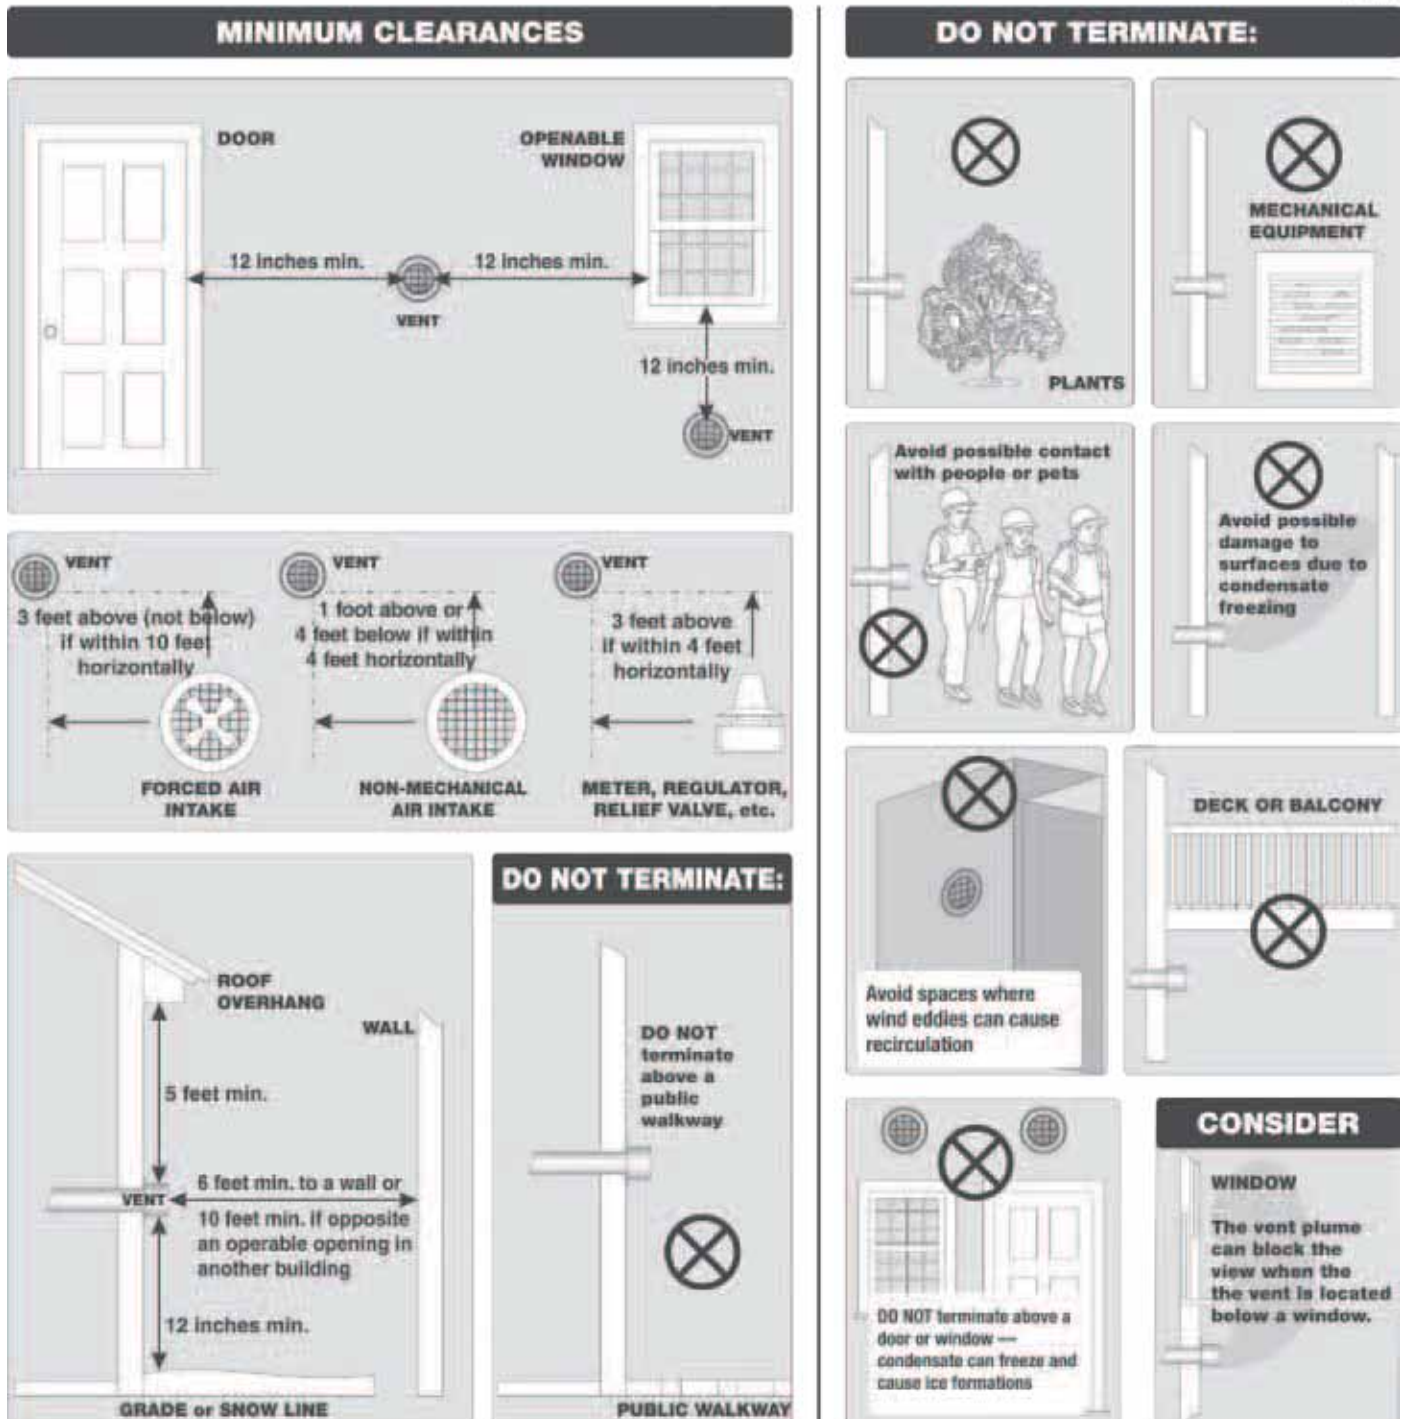 MINIMUM CLEARANCES
DOOR
OPENABLE
WINDOW
12 inches min.
12 inches min.
VENT
12 inches min.
VENT
VENT
3 feet above (not below)
if within 10 feet
horizontally
FORCED AIR
INTAKE
VENT
1 foot above or
4 feet below if within
4 feet horizontally
NON-MECHANICAL
AIR INTAKE
VENT
3 feet above
if within 4 feet
horizontally
METER, REGULATOR,
RELIEF VALVE, etc.
ROOF
OVERHANG
WALL
5 feet min.
VENT
6 feet min. to a wall or
10 feet min. if opposite
an operable opening in
another building
12 inches min.
GRADE or SNOW LINE
DO NOT TERMINATE:
DO NOT
terminate
above a
public
walkway
PUBLIC WALKWAY
DO NOT TERMINATE:
PLANTS
MECHANICAL
EQUIPMENT
Avoid possible contact
with people or pets
Avoid possible
damage to
surfaces due to
condensate
freezing
Avoid spaces where
wind eddies can cause
recirculation
DECK OR BALCONY
DO NOT terminate above a
door or window —
condensate can freeze and
cause ice formations
CONSIDER
WINDOW
The vent plume
can block the
view when the
the vent is located
below a window.